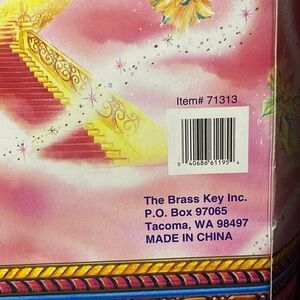 Item# 71313
0 40686 61195 4
The Brass Key Inc.
P.O. Box 97065
Tacoma, WA 98497
MADE IN CHINA